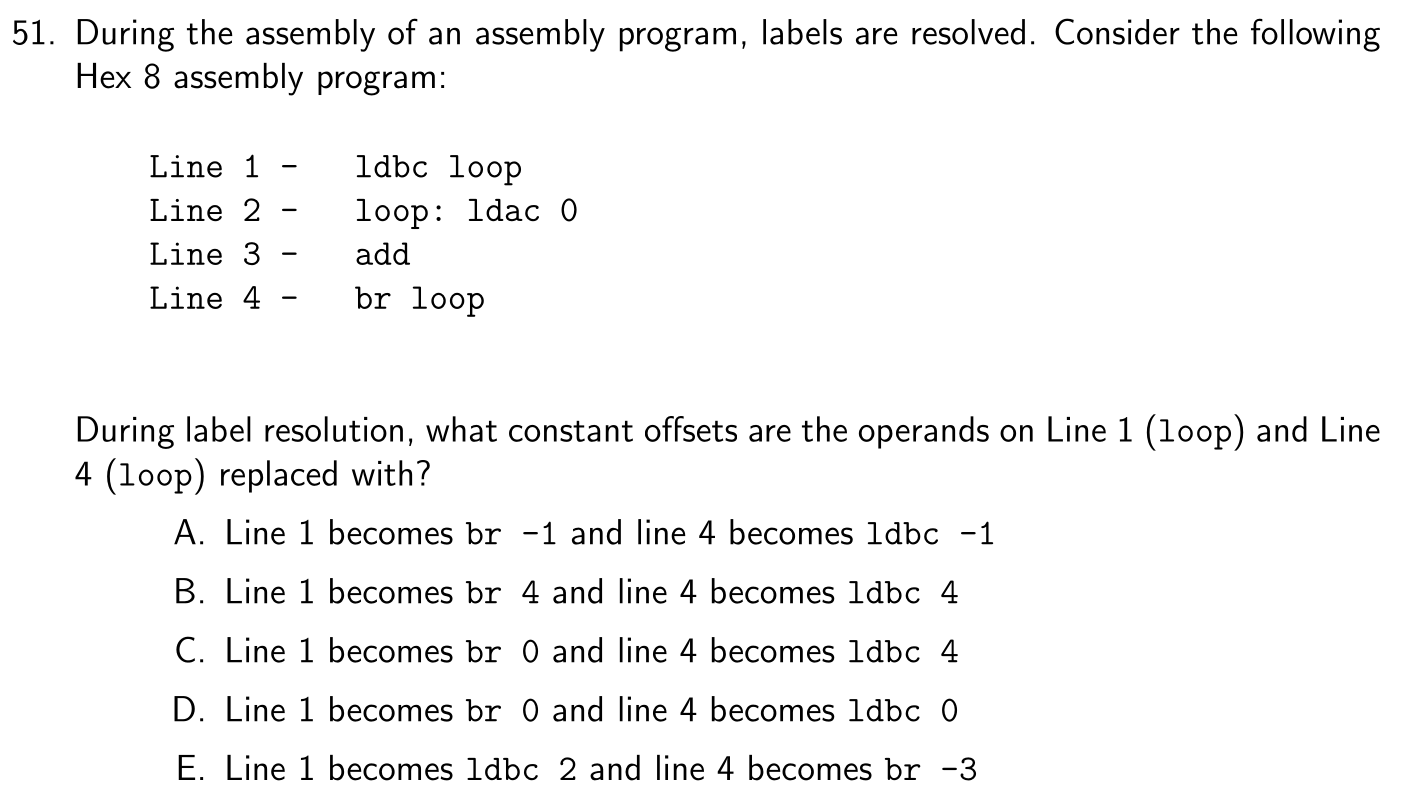 51. During the assembly of an assembly program, labels are resolved. Consider the following
Hex 8 assembly program:
Line 1 - ldbc loop
Line 2 - loop: ldac 0
Line 3 - add
Line 4 - br loop
During label resolution, what constant offsets are the operands on Line 1 (loop) and Line
4 (loop) replaced with?
A. Line 1 becomes br -1 and line 4 becomes ldbc -1
B. Line 1 becomes br 4 and line 4 becomes ldbc 4
C. Line 1 becomes br 0 and line 4 becomes ldbc 4
D. Line 1 becomes br 0 and line 4 becomes ldbc 0
E. Line 1 becomes ldbc 2 and line 4 becomes br -3